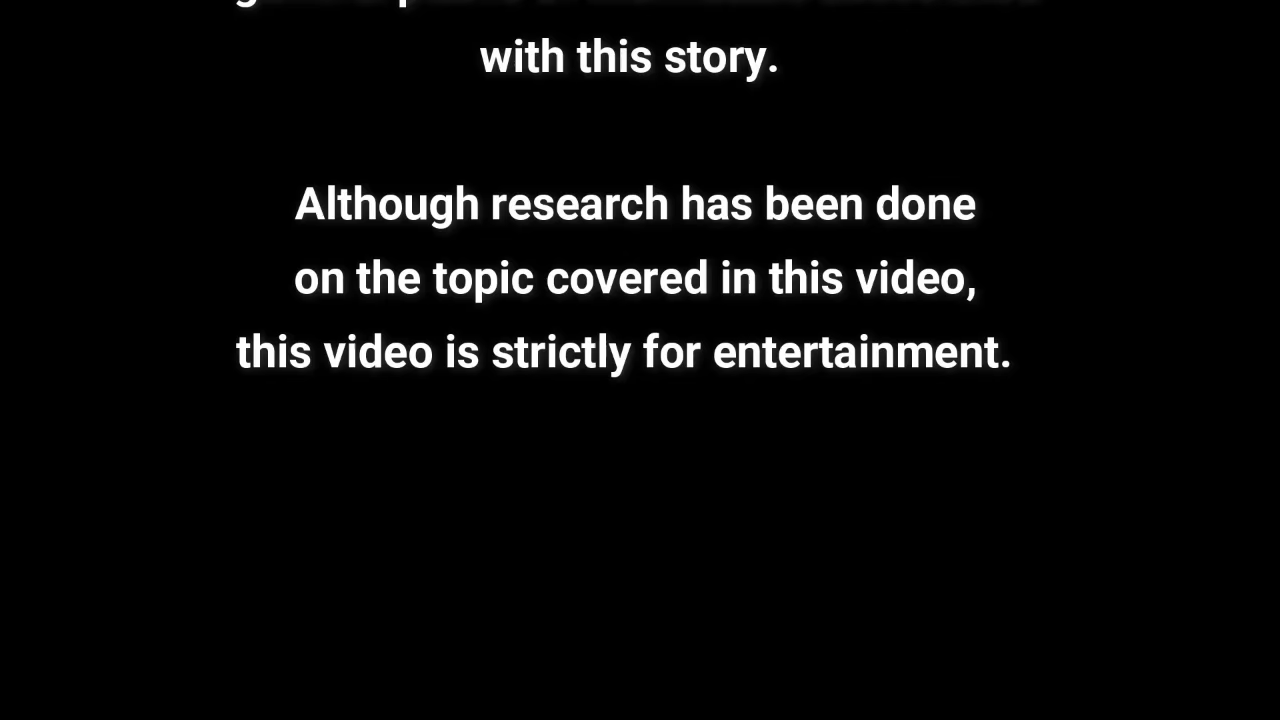 with this story.
Although research has been done
on the topic covered in this video,
this video is strictly for entertainment.